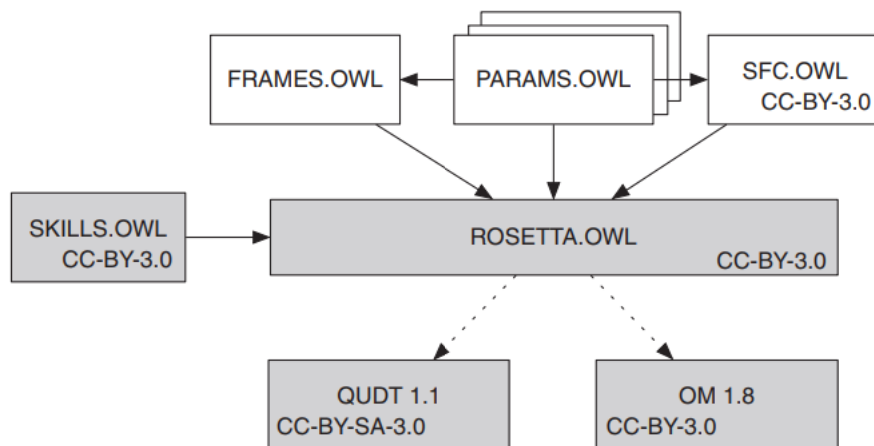 FRAMES.OWL
PARAMS.OWL
SFC.OWL
CC-BY-3.0
SKILLS.OWL
CC-BY-3.0
ROSETTA.OWL
CC-BY-3.0
QUDT 1.1
CC-BY-SA-3.0
OM 1.8
CC-BY-3.0